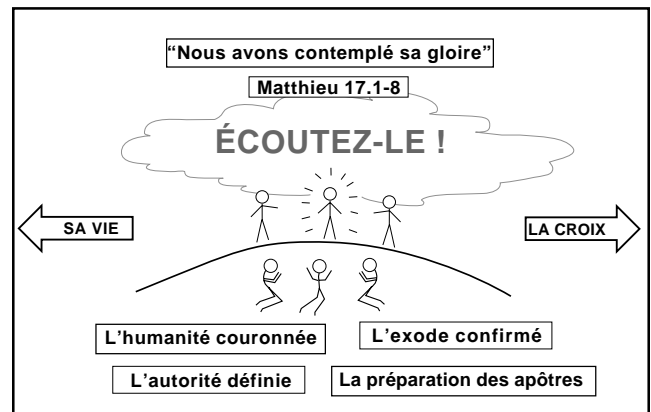 “Nous avons contemplé sa gloire”
Matthieu 17.1-8
ÉCOUTEZ-LE !
SA VIE
LA CROIX
L'humanité couronnée
L'exode confirmé
L'autorité définie
La préparation des apôtres